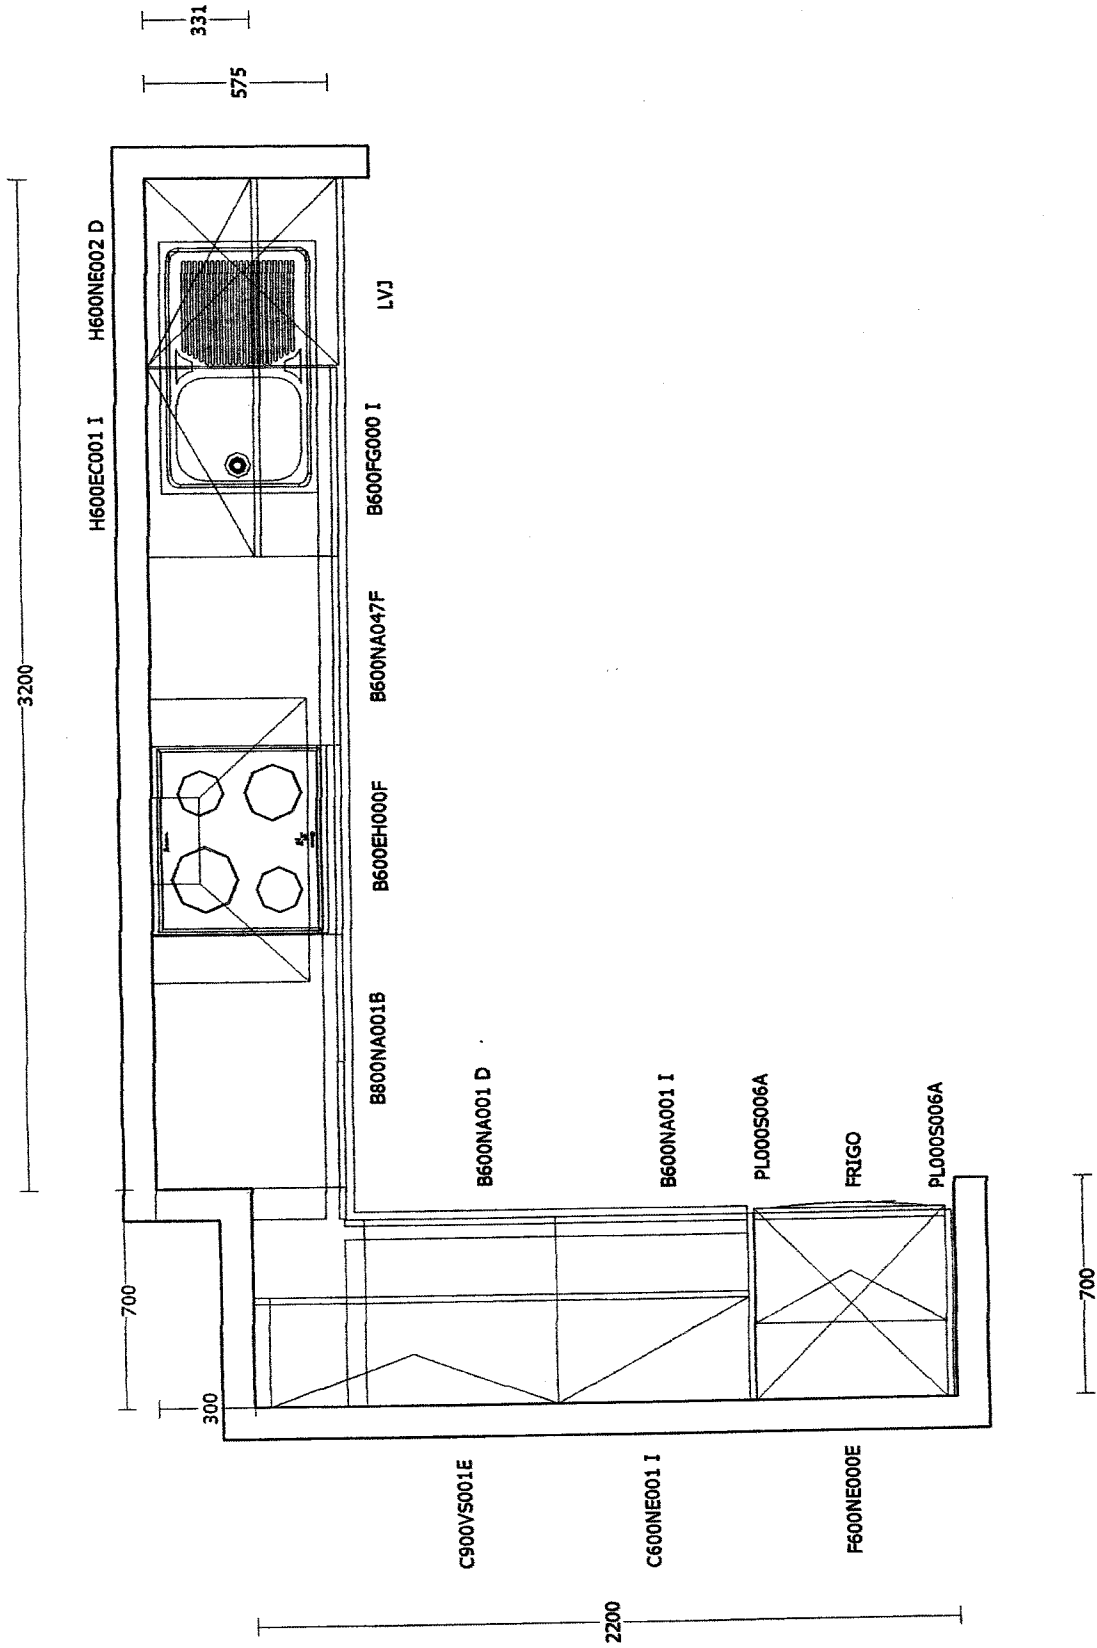 331
575
3200
H600EC001 I
H600NE002 D
B800NA001B
B600EH000F
B600NA047F
B600FG000 I
LVJ
700
300
B600NA001 D
B600NA001 I
PL000S006A
FRIGO
PL000S006A
C900VS001E
C600NE001 I
F600NE000E
700
2200